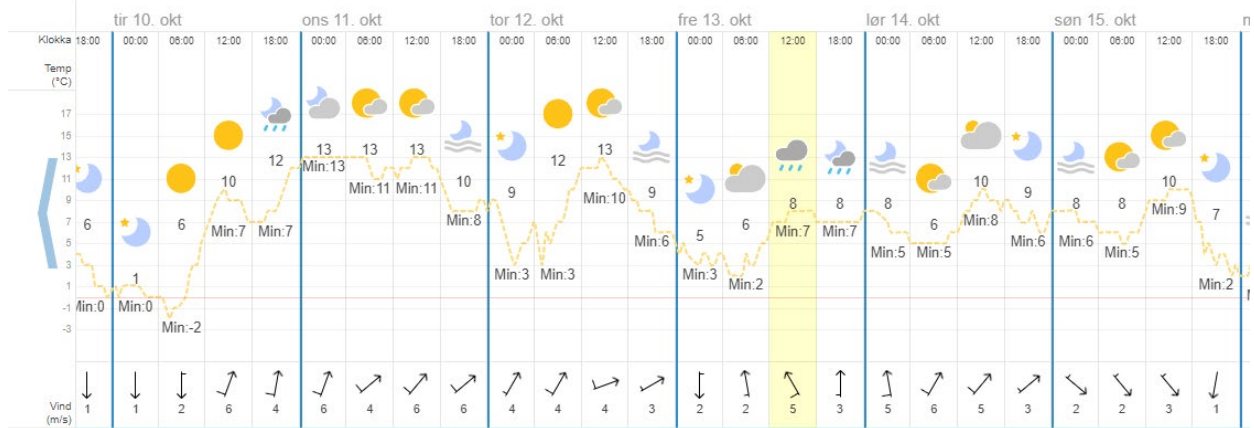 tir 10. okt ons 11. okt tor 12. okt fre 13. okt lør 14. okt søn 15. okt
Klokka 18:00 00:00 06:00 12:00 18:00 00:00 06:00 12:00 18:00 00:00 06:00 12:00 18:00 00:00 06:00 12:00 18:00 00:00 06:00 12:00 18:00 00:00 06:00 12:00 18:00
Temp
(°C)
17
15
13
11
9
7
5
3
1
-1
-3
6 1 6 10 12 13 13 13 10 9 12 13 9 5 6 8 8 8 6 10 9 8 8 10 7
Min:0 Min:0 Min:-2 Min:7 Min:7 Min:13 Min:11 Min:11 Min:8 Min:3 Min:3 Min:10 Min:6 Min:3 Min:2 Min:7 Min:7 Min:5 Min:5 Min:8 Min:6 Min:6 Min:5 Min:9 Min:2
Vind
(m/s)
1 1 2 6 4 6 4 6 6 4 4 4 3 2 2 5 3 5 6 5 3 2 2 3 1